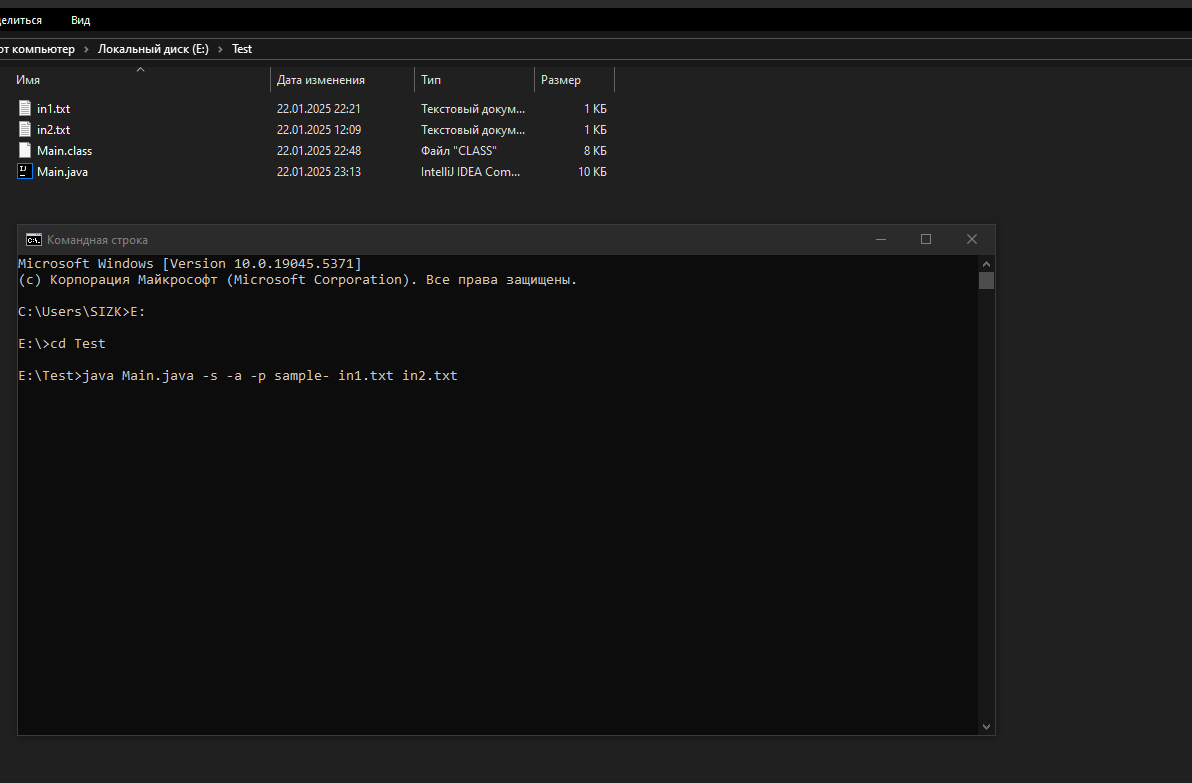 Вид
Локальный диск (E:) > Test
Имя Дата изменения Тип Размер
in1.txt 22.01.2025 22:21 Текстовый докум... 1 КБ
in2.txt 22.01.2025 12:09 Текстовый докум... 1 КБ
Main.class 22.01.2025 22:48 Файл "CLASS" 8 КБ
Main.java 22.01.2025 23:13 IntelliJ IDEA Com... 10 КБ
Командная строка
Microsoft Windows [Version 10.0.19045.5371]
(c) Корпорация Майкрософт (Microsoft Corporation). Все права защищены.
C:\Users\SIZK>E:
E:\>cd Test
E:\Test>java Main.java -s -a -p sample- in1.txt in2.txt